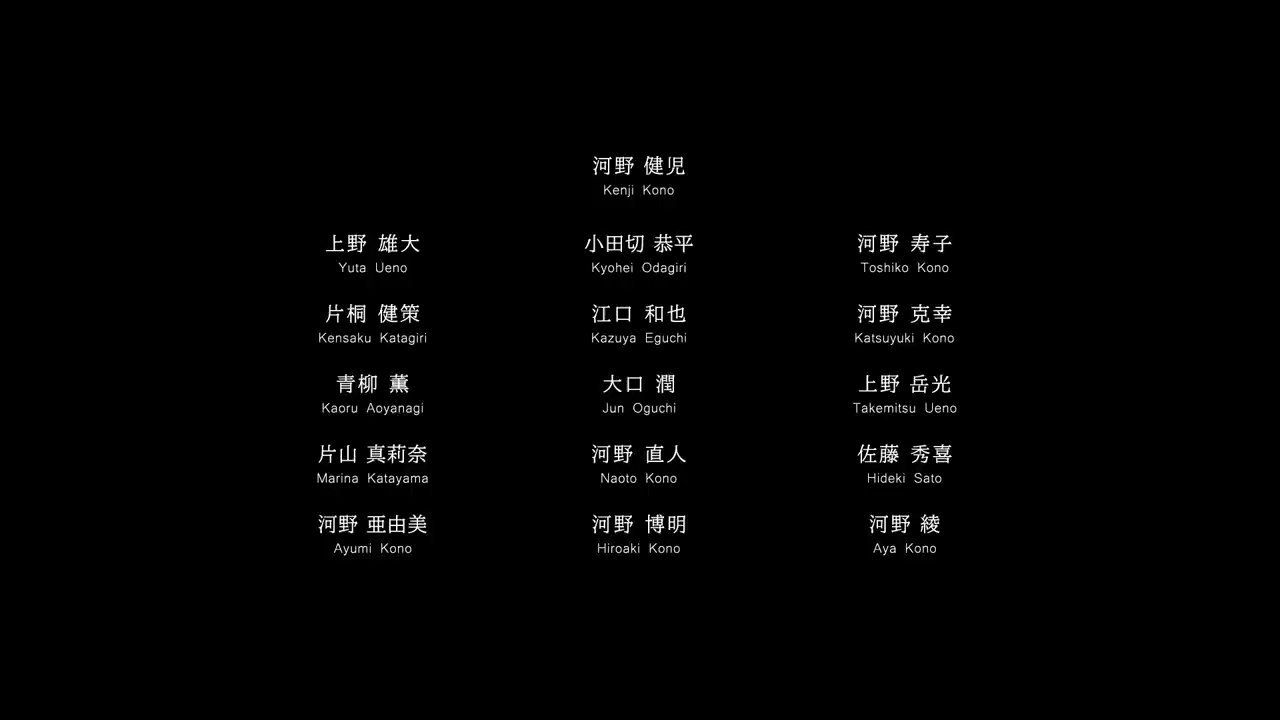 河野 健児
Kenji Kono
上野 雄大
Yuta Ueno
小田切 恭平
Kyohei Odagiri
河野 寿子
Toshiko Kono
片桐 健策
Kensaku Katagiri
江口 和也
Kazuya Eguchi
河野 克幸
Katsuyuki Kono
青柳 薫
Kaoru Aoyanagi
大口 潤
Jun Oguchi
上野 岳光
Takemitsu Ueno
片山 真莉奈
Marina Katayama
河野 直人
Naoto Kono
佐藤 秀喜
Hideki Sato
河野 亜由美
Ayumi Kono
河野 博明
Hiroaki Kono
河野 綾
Aya Kono